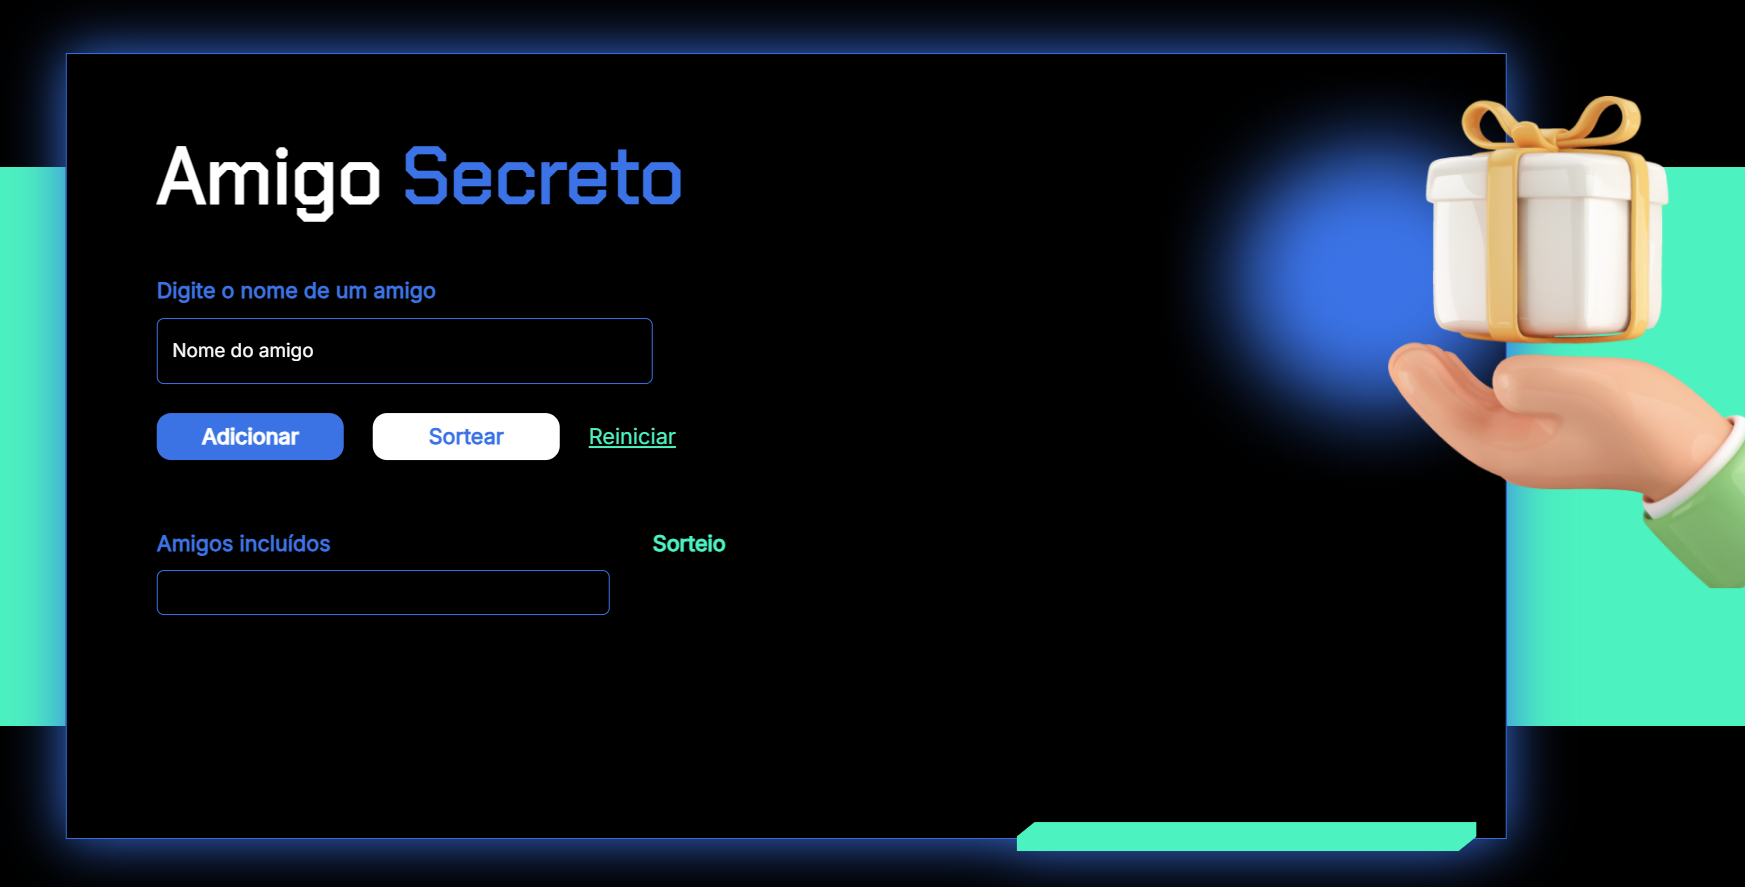 Amigo Secreto
Digite o nome de um amigo
Nome do amigo
Adicionar
Sortear
Reiniciar
Amigos incluídos
Sorteio